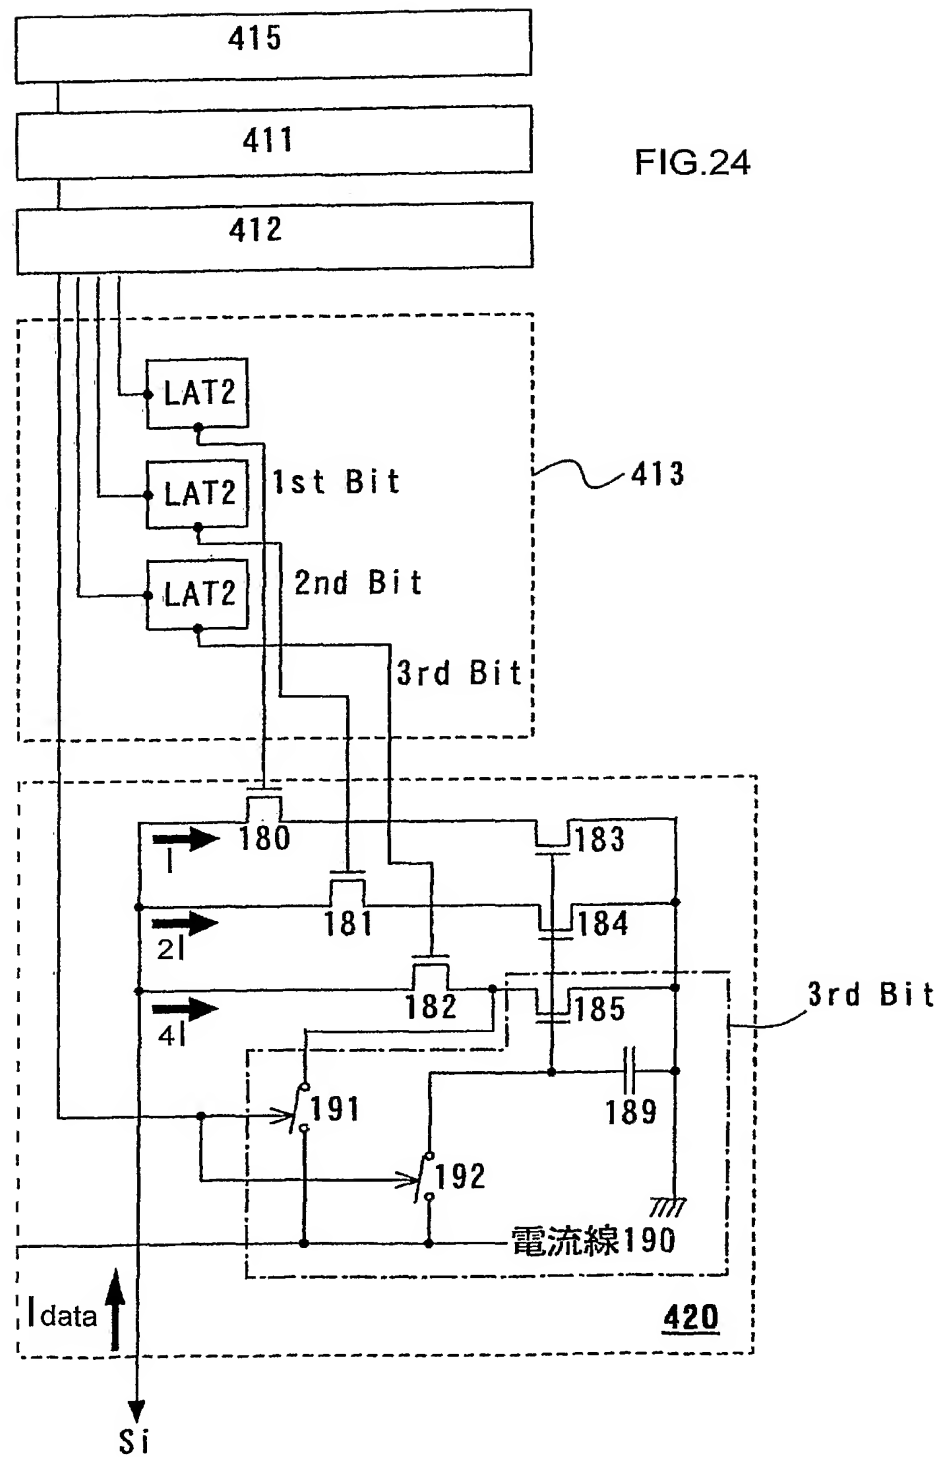 415
411
FIG.24
412
LAT2
1st Bit
413
LAT2
2nd Bit
LAT2
3rd Bit
180
183
I
181
184
2I
182
185
3rd Bit
4I
191
189
192
電流線190
I data
420
Si